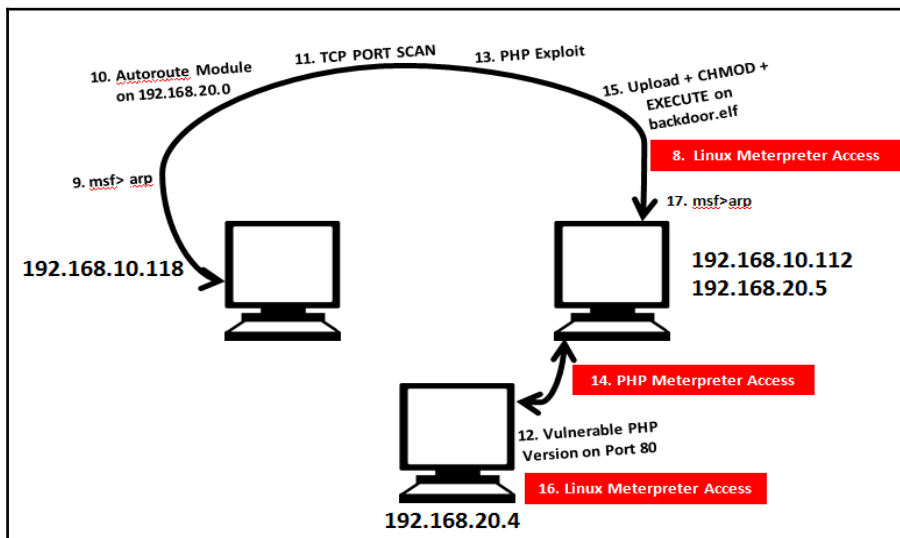 11. TCP PORT SCAN
13. PHP Exploit
10. Autoroute Module
on 192.168.20.0
15. Upload + CHMOD +
EXECUTE on
backdoor.elf
8. Linux Meterpreter Access
9. msf> arp
17. msf>arp
192.168.10.118
192.168.10.112
192.168.20.5
14. PHP Meterpreter Access
12. Vulnerable PHP
Version on Port 80
16. Linux Meterpreter Access
192.168.20.4